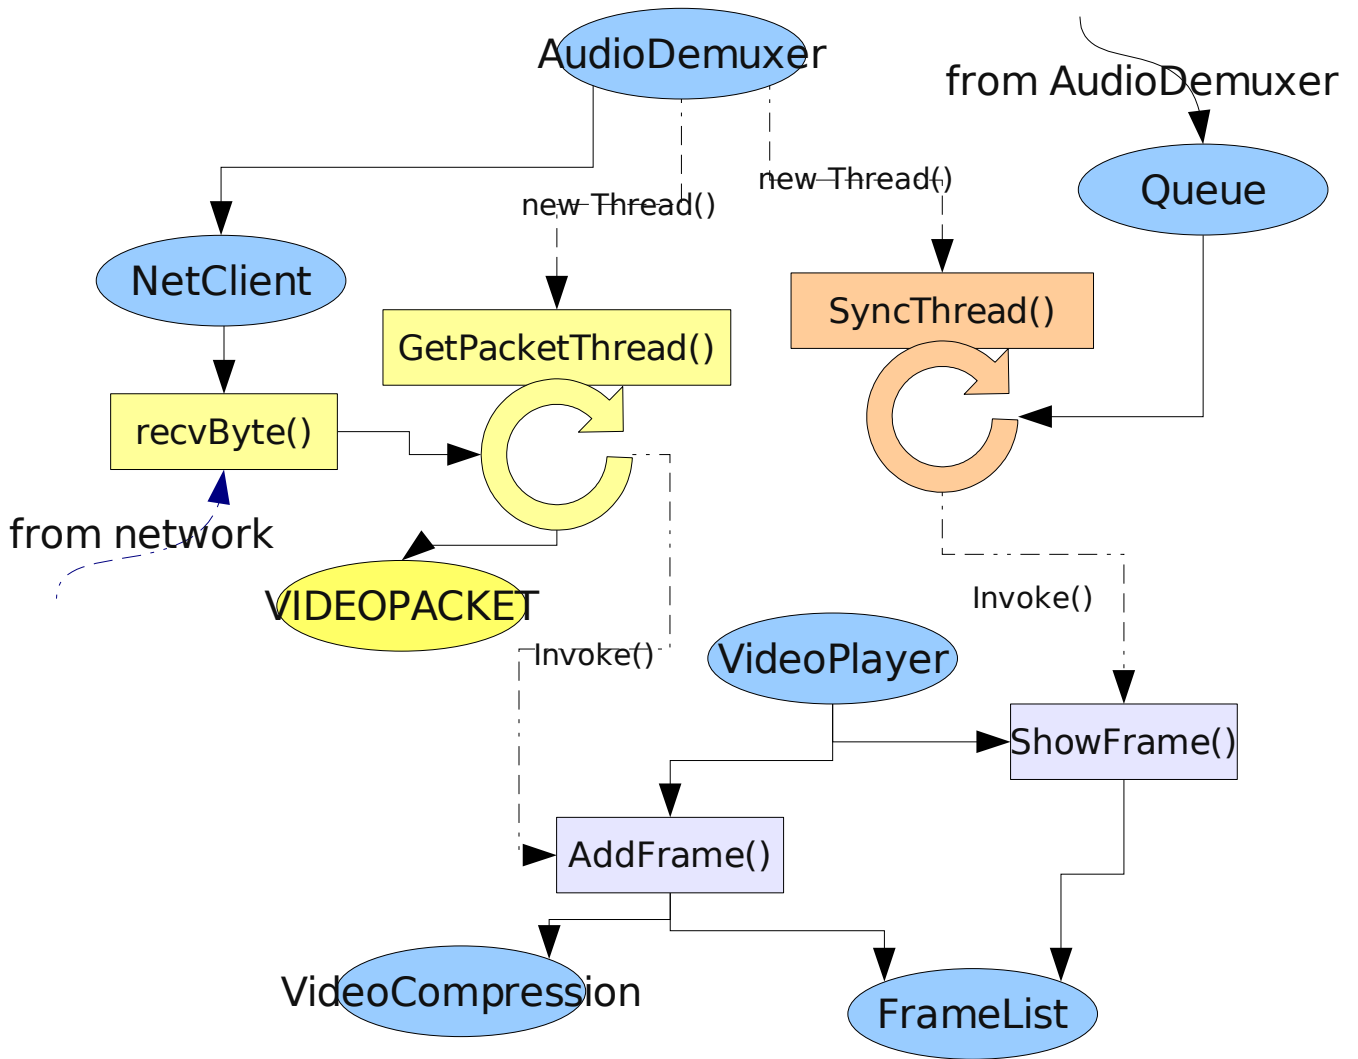 AudioDemuxer
from AudioDemuxer
new Thread()
new Thread()
Queue
NetClient
SyncThread()
GetPacketThread()
recvByte()
from network
VIDEOPACKET
Invoke()
Invoke()
VideoPlayer
ShowFrame()
AddFrame()
VideoCompression
FrameList